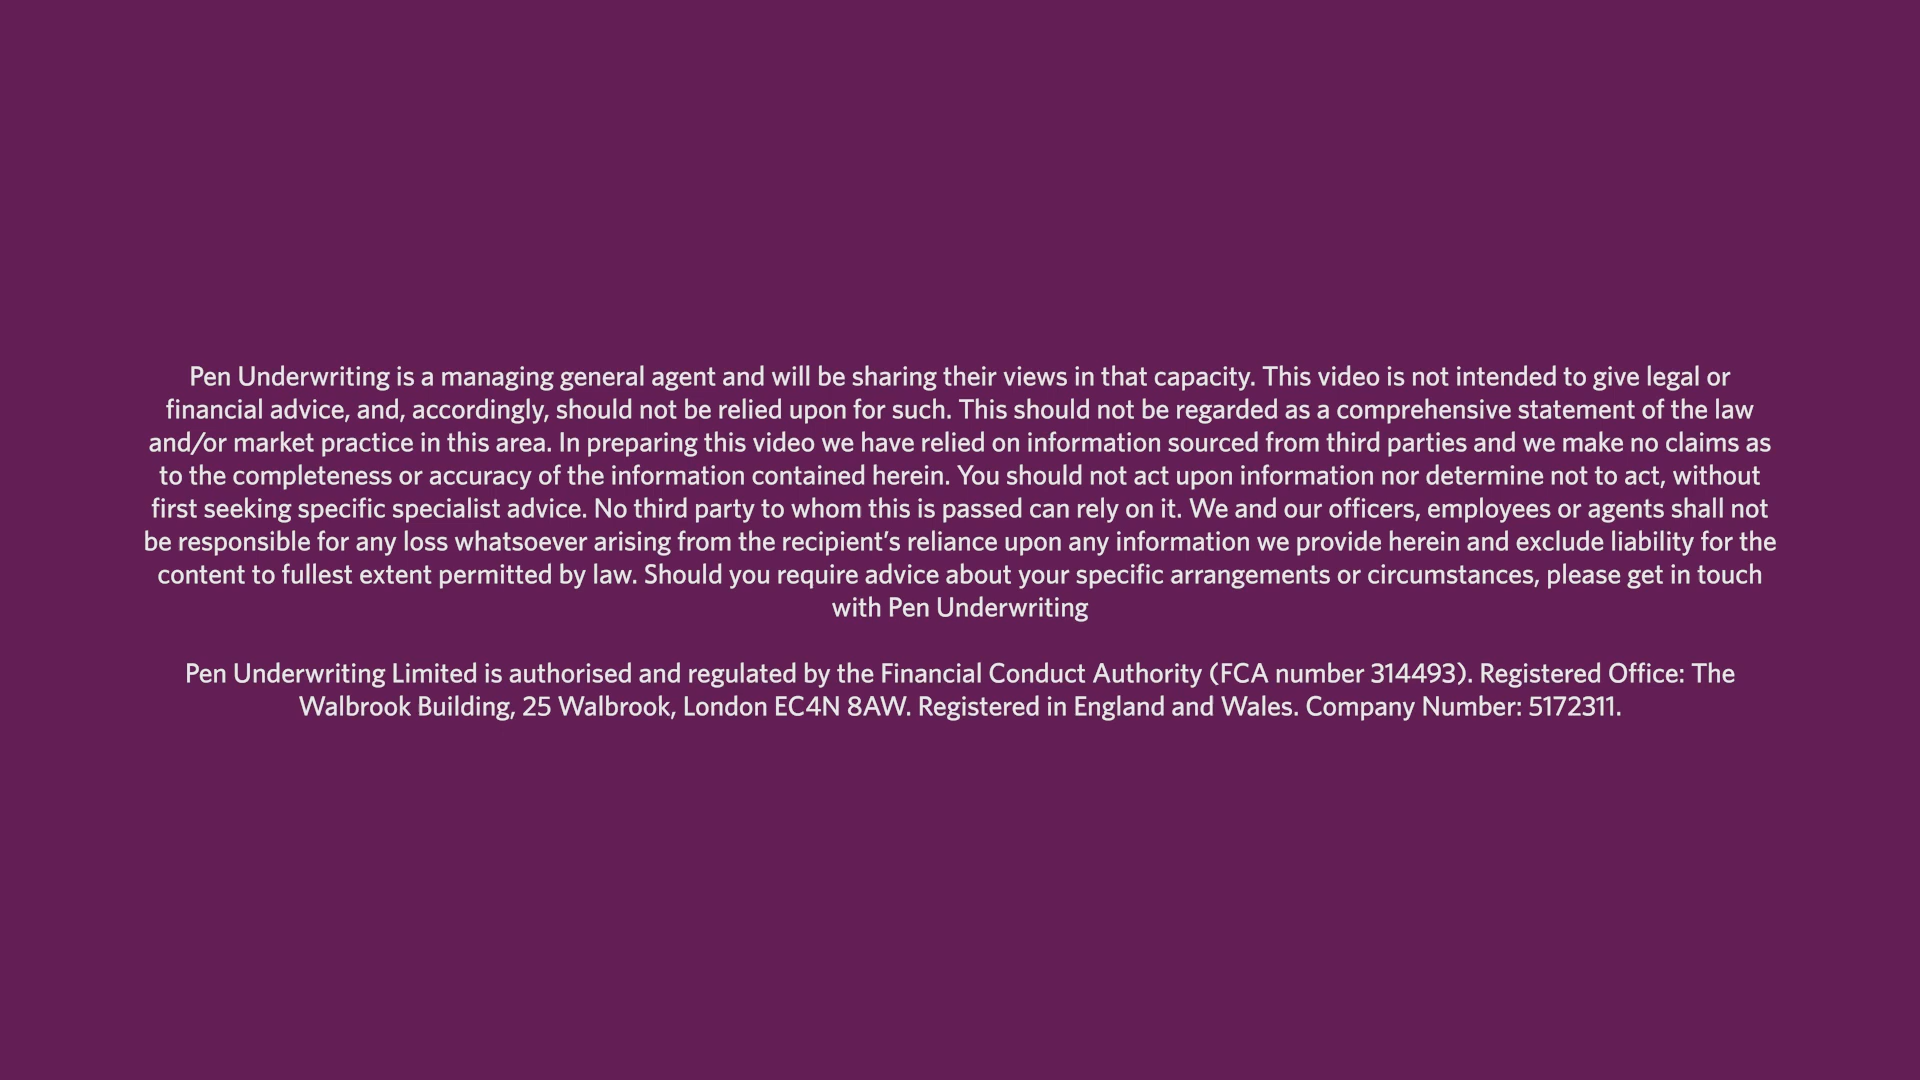 Pen Underwriting is a managing general agent and will be sharing their views in that capacity. This video is not intended to give legal or
financial advice, and, accordingly, should not be relied upon for such. This should not be regarded as a comprehensive statement of the law
and/or market practice in this area. In preparing this video we have relied on information sourced from third parties and we make no claims as
to the completeness or accuracy of the information contained herein. You should not act upon information nor determine not to act, without
first seeking specific specialist advice. No third party to whom this is passed can rely on it. We and our officers, employees or agents shall not
be responsible for any loss whatsoever arising from the recipient’s reliance upon any information we provide herein and exclude liability for the
content to fullest extent permitted by law. Should you require advice about your specific arrangements or circumstances, please get in touch
with Pen Underwriting
Pen Underwriting Limited is authorised and regulated by the Financial Conduct Authority (FCA number 314493). Registered Office: The
Walbrook Building, 25 Walbrook, London EC4N 8AW. Registered in England and Wales. Company Number: 5172311.